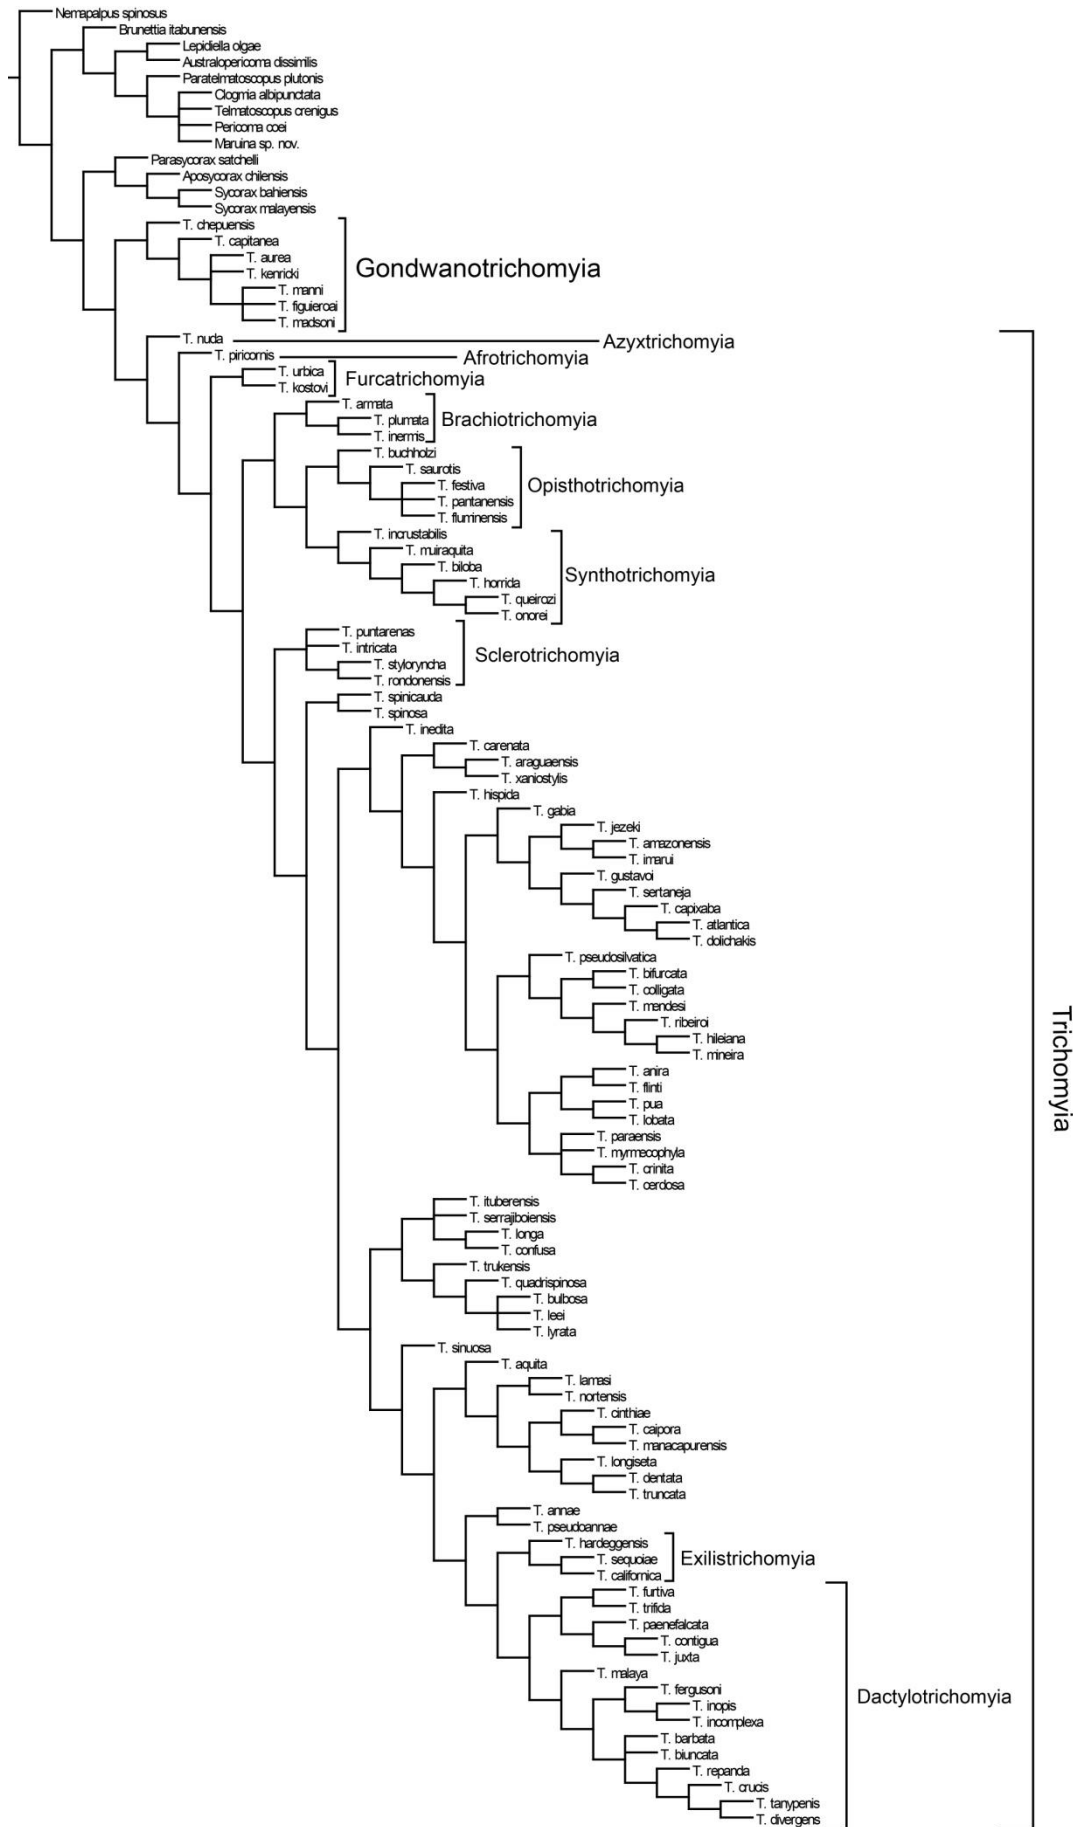 Nemapalpus spinosus
Brunettia itabunensis
Lepidiella olgae
Australopericoma dissimilis
Paratelmatoscopus plutonis
Clogmia albipunctata
Telmatoscopus crenigus
Pericoma coei
Maruina sp. nov.
Parasycorax satchelli
Aposycorax chilensis
Sycorax bahiensis
Sycorax malayensis
T. chepuensis
T. capitanea
T. aurea
T. kenricki
Gondwanotrichomyia
T. manni
T. figuieroai
T. madsoni
T. nuda
Azyxtrichomyia
T. piricornis
Afrotrichomyia
T. urbica
Furcatrichomyia
T. kostovi
T. armata
T. plumata
Brachiotrichomyia
T. inermis
T. buchholzi
T. saurotis
T. festiva
Opisthotrichomyia
T. pantanensis
T. fluminensis
T. incrustabilis
T. muiraquita
T. biloba
Synthotrichomyia
T. horrida
T. queirozi
T. onorei
T. puntarenas
T. intricata
Sclerotrichomyia
T. styloryncha
T. rondonensis
T. spinicauda
T. spinosa
T. inedita
T. carenata
T. araguaensis
T. xaniostylis
T. hispida
T. gabia
T. jezeki
T. amazonensis
T. imarui
T. gustavoi
T. sertaneja
T. capixaba
T. atlantica
T. dolichakis
T. pseudosilvatica
T. bifurcata
T. colligata
T. mendesi
T. ribeiroi
T. hileiana
T. mineira
Trichomyia
T. anira
T. flinti
T. pua
T. lobata
T. paraensis
T. myrmecophyla
T. crinita
T. cerdosa
T. ituberensis
T. serrajiboiensis
T. longa
T. confusa
T. trukensis
T. quadrispinosa
T. bulbosa
T. leei
T. lyrata
T. sinuosa
T. aquita
T. lamasi
T. nortensis
T. cinthiae
T. caipora
T. manacapurensis
T. longiseta
T. dentata
T. truncata
T. annae
T. pseudoannae
T. hardeggensis
T. sequoiae
Exilistrichomyia
T. californica
T. furtiva
T. trifida
T. paenefalcata
T. contigua
T. juxta
T. malaya
T. fergusoni
Dactylotrichomyia
T. inopis
T. incomplexa
T. barbata
T. biuncata
T. repanda
T. crucis
T. tanypenis
T. divergens